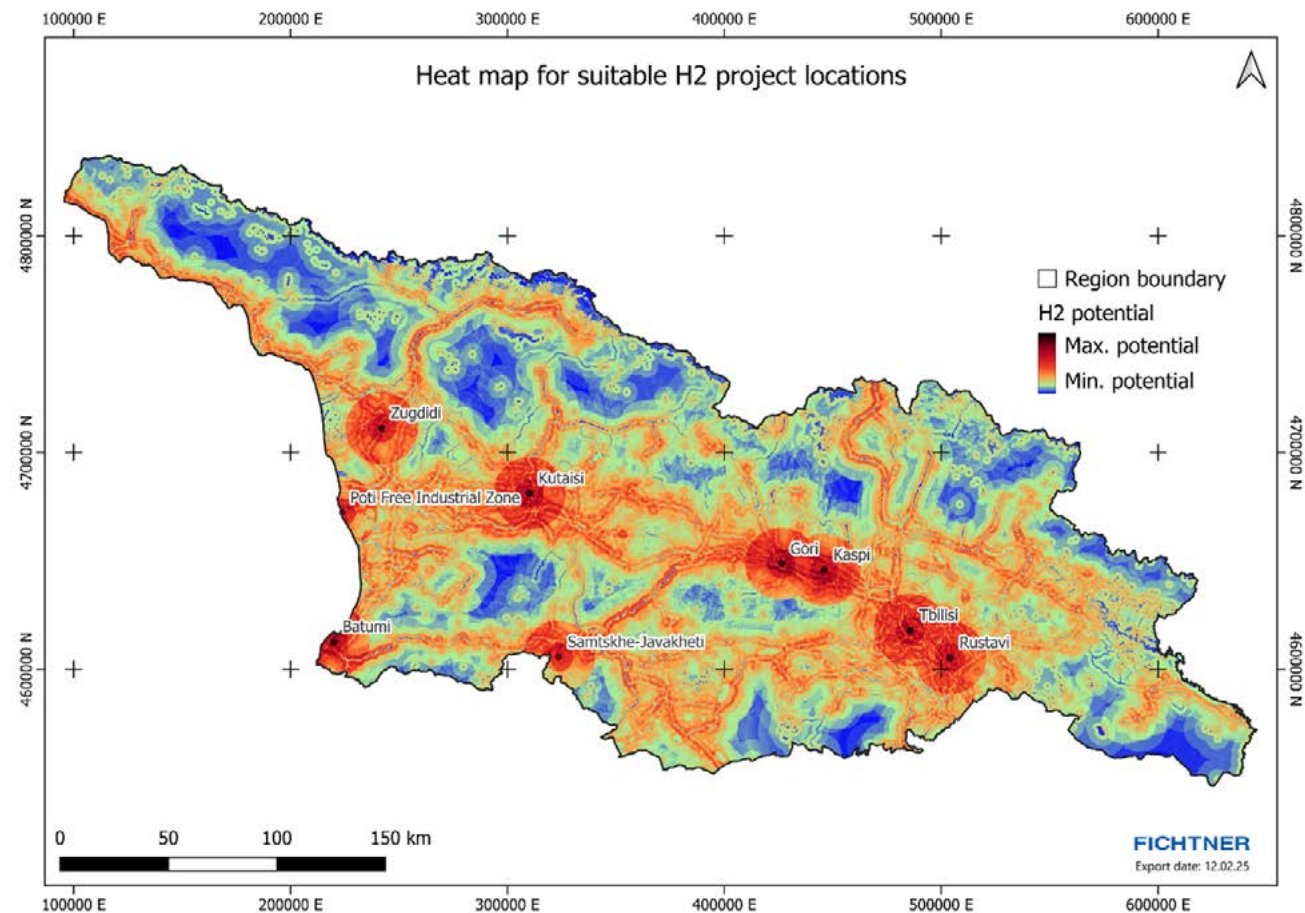 100000 E 200000 E 300000 E 400000 E 500000 E 600000 E
Heat map for suitable H2 project locations
4800000 N
4800000 N
Region boundary
H2 potential
Max. potential
Min. potential
Zugdidi
4700000 N
4700000 N
Kutaisi
Poti Free Industrial Zone
Gori
Kaspi
Tbilisi
Batumi
Samtskhe-Javakheti
Rustavi
4600000 N
4600000 N
0 50 100 150 km
FICHTNER
Export date: 12.02.25
100000 E 200000 E 300000 E 400000 E 500000 E 600000 E